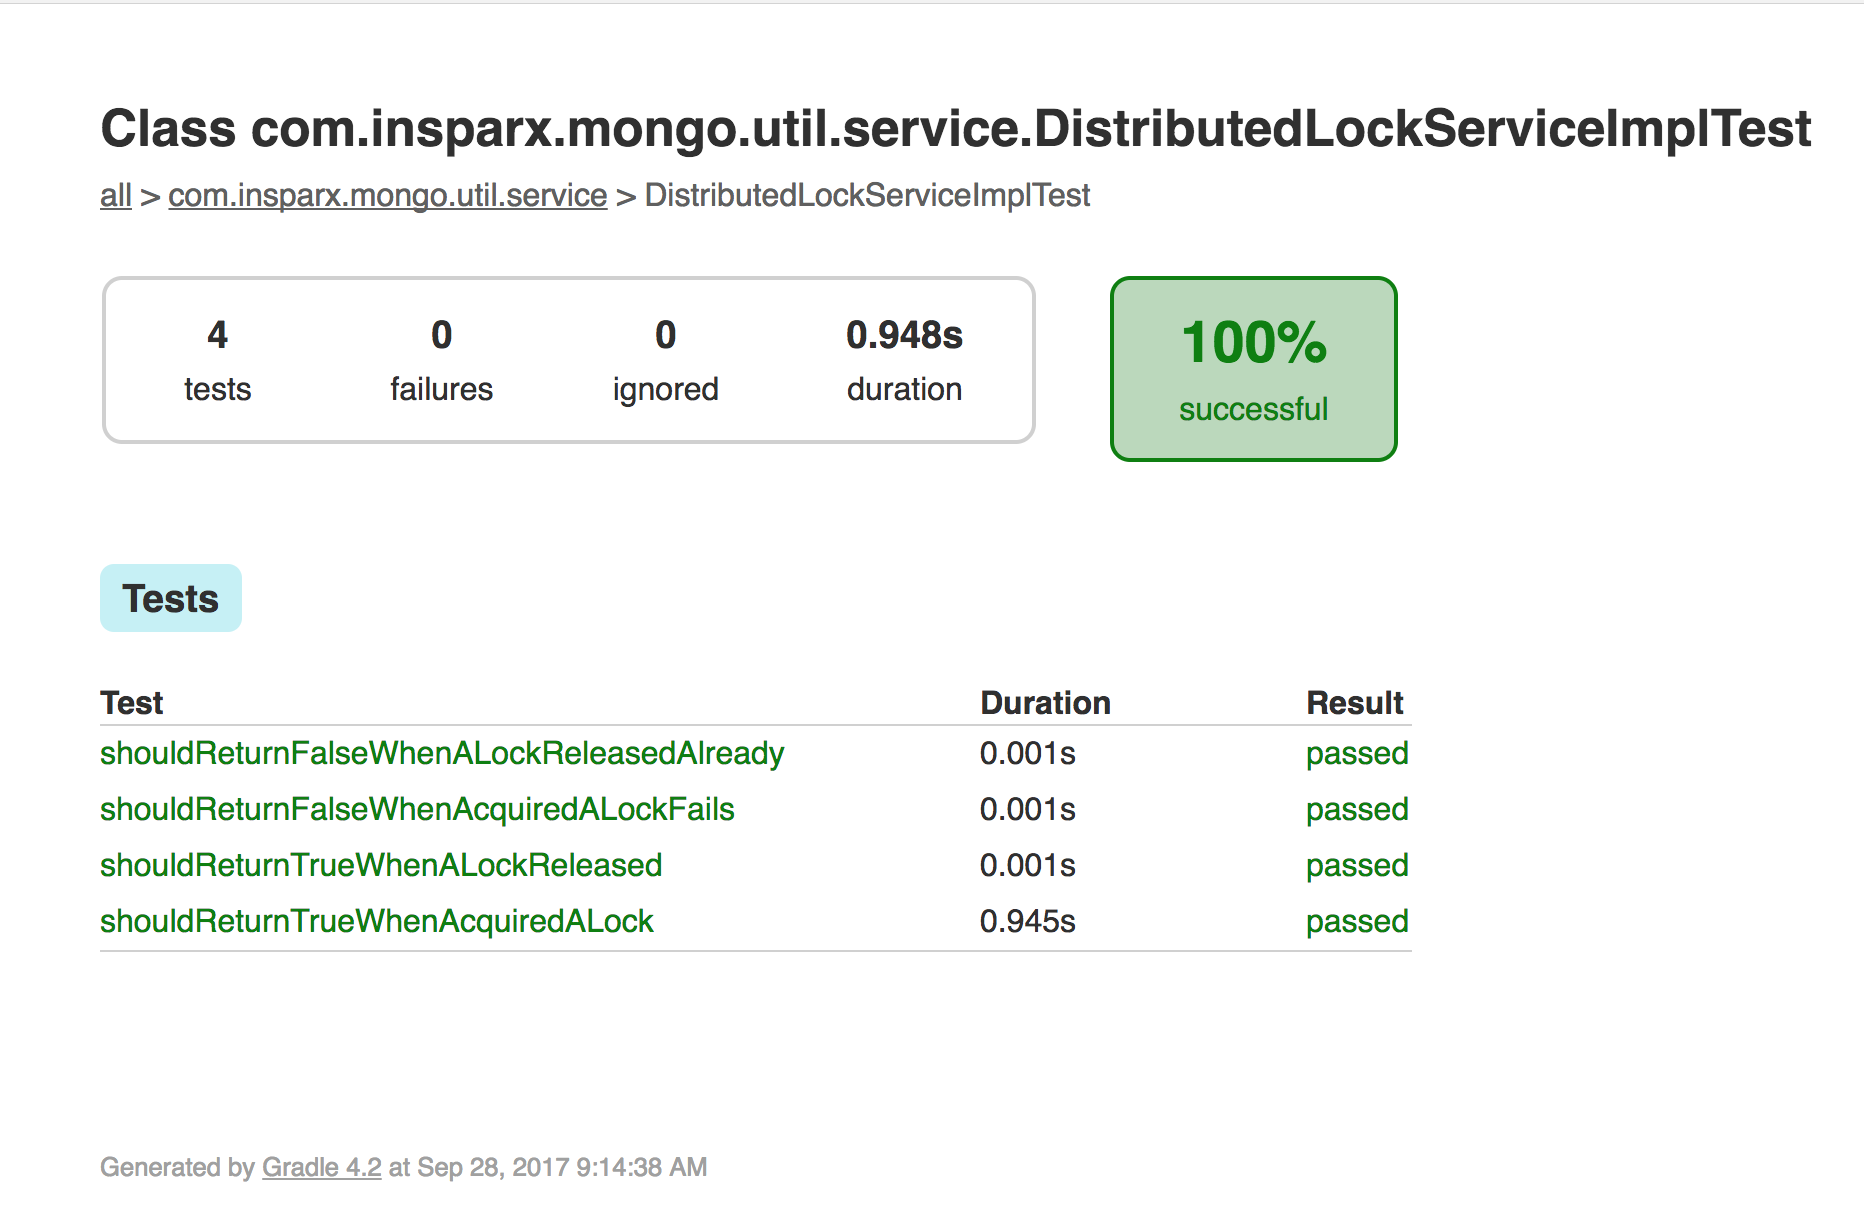 Class com.insparx.mongo.util.service.DistributedLockServiceImplTest
all > com.insparx.mongo.util.service > DistributedLockServiceImplTest
4 0 0 0.948s
tests failures ignored duration
100%
successful
Tests
Test Duration Result
shouldReturnFalseWhenALockReleasedAlready 0.001s passed
shouldReturnFalseWhenAcquiredALockFails 0.001s passed
shouldReturnTrueWhenALockReleased 0.001s passed
shouldReturnTrueWhenAcquiredALock 0.945s passed
Generated by Gradle 4.2 at Sep 28, 2017 9:14:38 AM